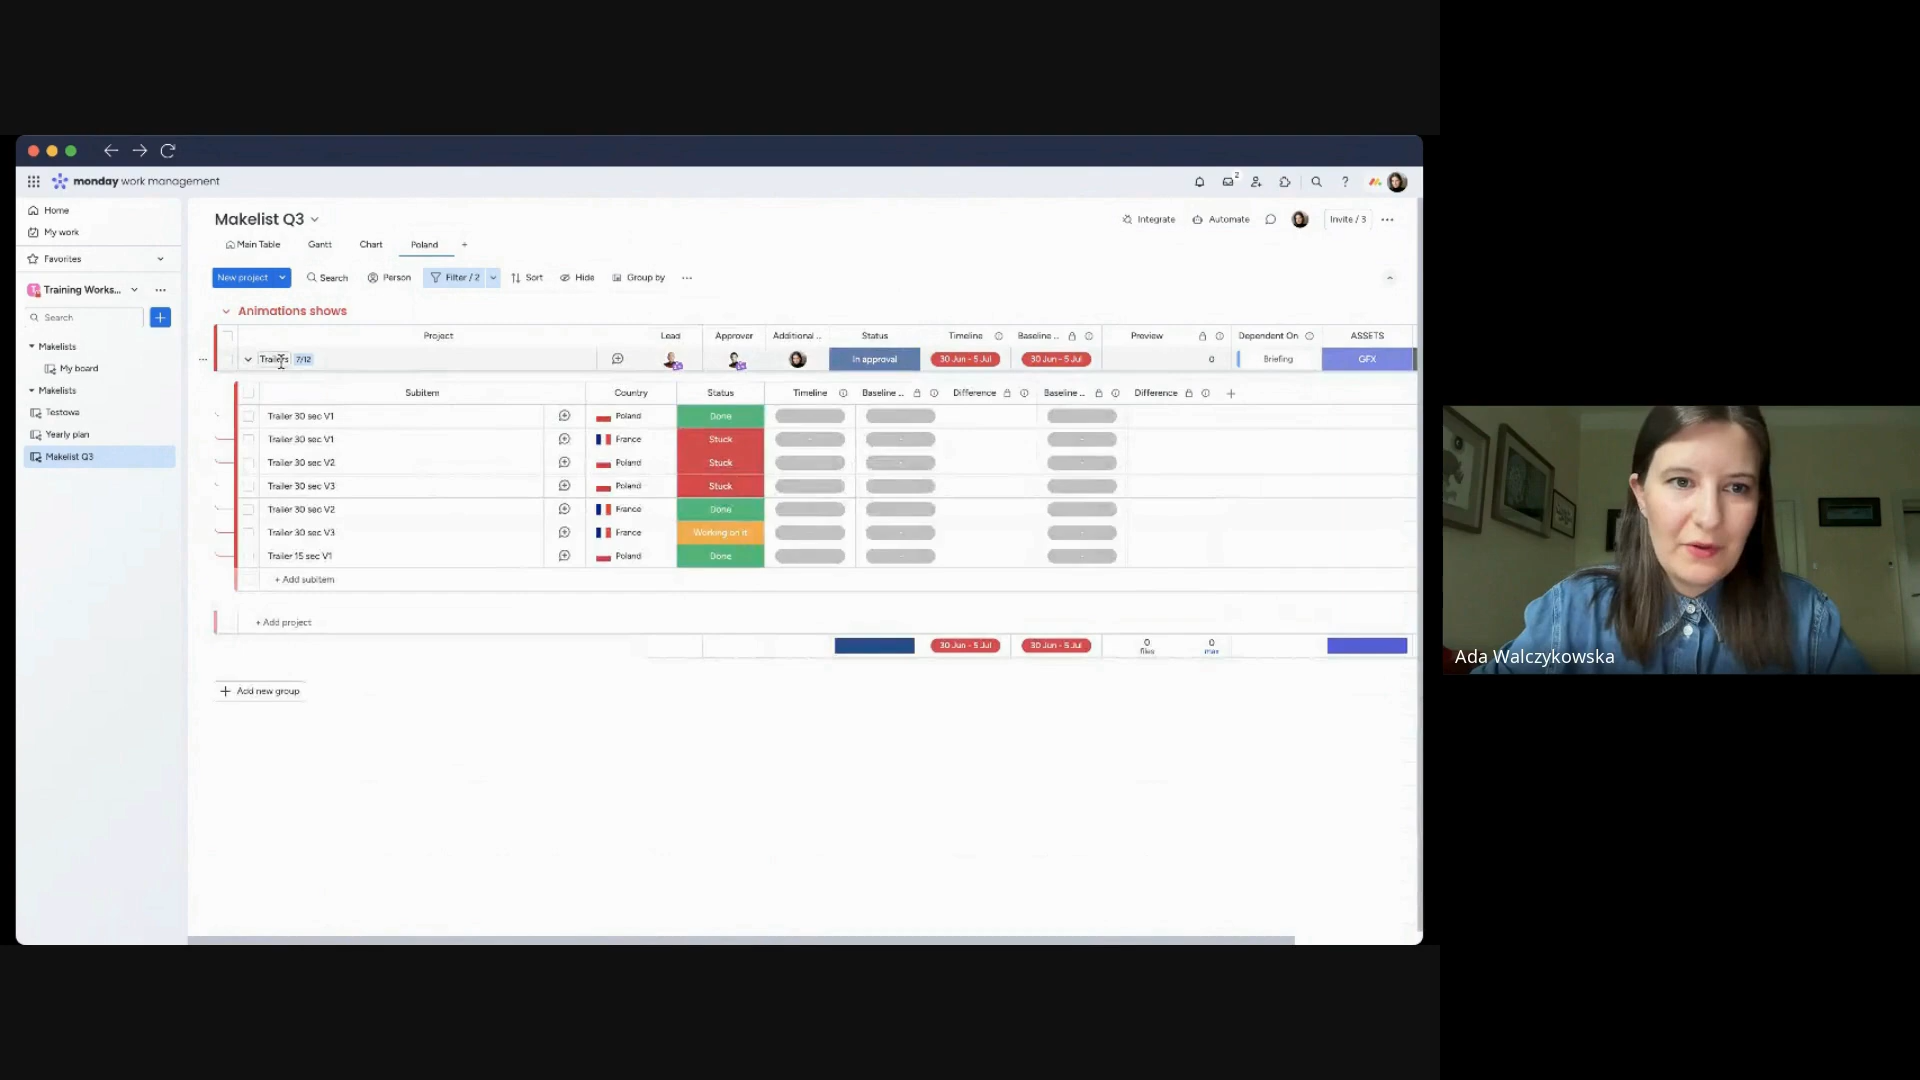 monday work management
2
Home
My work
Favorites
Training Works...
Search
Makelists
My board
Makelists
Testowa
Yearly plan
Makelist Q3
Makelist Q3
Integrate
Automate
Invite / 3
Main Table
Gantt
Chart
Poland
New project
Search
Person
Filter / 2
Sort
Hide
Group by
Animations shows
Project Lead Approver Additional .. Status Timeline Baseline .. Preview Dependent On ASSETS
Trailers 7/12 In approval 30 Jun - 5 Jul 30 Jun - 5 Jul 0 Briefing GFX
Subitem Country Status Timeline Baseline .. Difference Baseline .. Difference
Trailer 30 sec V1 Poland Done
Trailer 30 sec V1 France Stuck
Trailer 30 sec V2 Poland Stuck
Trailer 30 sec V3 Poland Stuck
Trailer 30 sec V2 France Done
Trailer 30 sec V3 France Working on it
Trailer 15 sec V1 Poland Done
+ Add subitem
+ Add project
30 Jun - 5 Jul 30 Jun - 5 Jul 0 files 0 max
+ Add new group
Ada Walczykowska